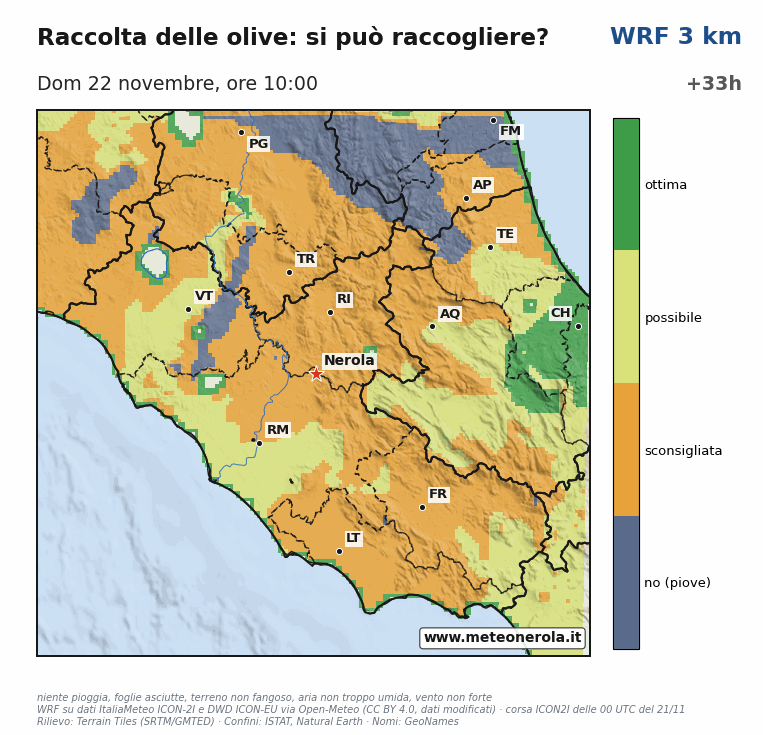 Raccolta delle olive: si può raccogliere?
WRF 3 km
Dom 22 novembre, ore 10:00
+33h
PG
FM
AP
TE
TR
VT
RI
AQ
CH
Nerola
RM
FR
LT
www.meteonerola.it
ottima
possibile
sconsigliata
no (piove)
niente pioggia, foglie asciutte, terreno non fangoso, aria non troppo umida, vento non forte
WRF su dati ItaliaMeteo ICON-2I e DWD ICON-EU via Open-Meteo (CC BY 4.0, dati modificati) · corsa ICON2I delle 00 UTC del 21/11
Rilievo: Terrain Tiles (SRTM/GMTED) · Confini: ISTAT, Natural Earth · Nomi: GeoNames